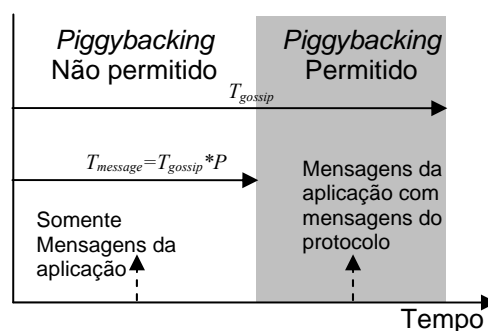 Piggybacking
Não permitido
Piggybacking
Permitido
Tgossip
Tmessage=Tgossip*P
Mensagens da
aplicação com
mensagens do
protocolo
Somente
Mensagens da
aplicação
Tempo